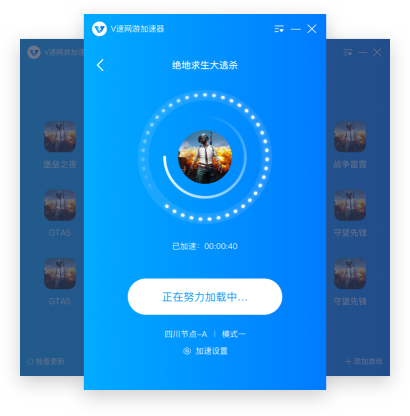 V速网游加速器
V速网游加速
绝地求生大逃杀
堡垒之夜
战争雷霆
GTA5
守望先锋
已加速：00:00:40
GTA5
守望先锋
正在努力加载中...
四川节点-A | 模式一
加速设置
检查更新
+ 添加游戏